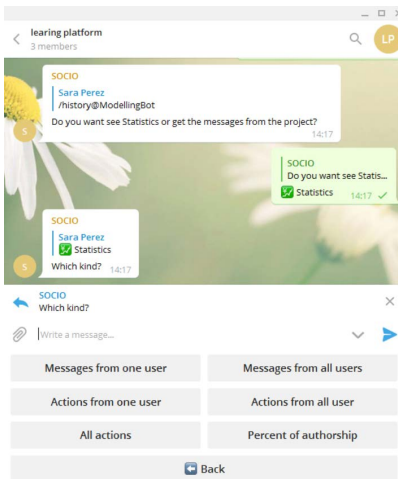 learing platform
3 members
LP
SOCIO
Sara Perez
/history@ModellingBot
Do you want see Statistics or get the messages from the project?
14:17
S
SOCIO
Do you want see Statis...
Statistics
14:17
SOCIO
Sara Perez
Statistics
Which kind?
14:17
S
SOCIO
Which kind?
Write a message...
Messages from one user
Messages from all users
Actions from one user
Actions from all user
All actions
Percent of authorship
Back